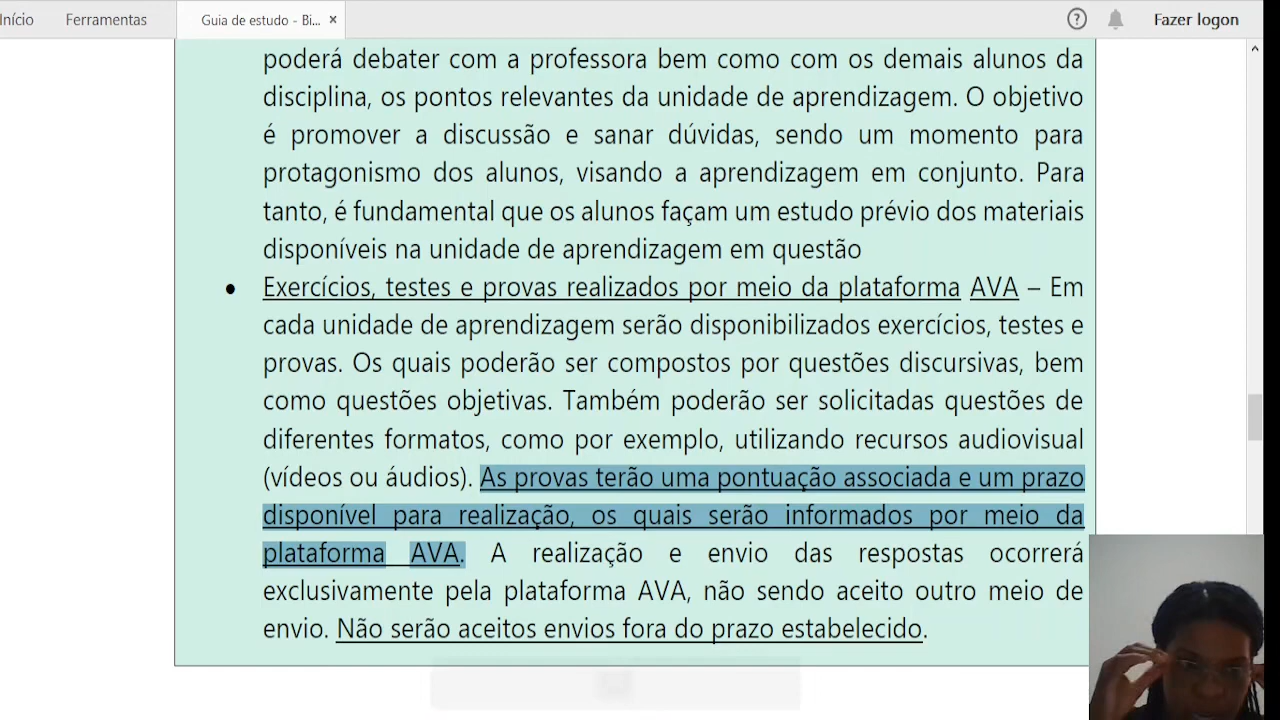 Início Ferramentas Guia de estudo - Bi... × ? Fazer logon
poderá debater com a professora bem como com os demais alunos da
disciplina, os pontos relevantes da unidade de aprendizagem. O objetivo
é promover a discussão e sanar dúvidas, sendo um momento para
protagonismo dos alunos, visando a aprendizagem em conjunto. Para
tanto, é fundamental que os alunos façam um estudo prévio dos materiais
disponíveis na unidade de aprendizagem em questão
• Exercícios, testes e provas realizados por meio da plataforma AVA – Em
cada unidade de aprendizagem serão disponibilizados exercícios, testes e
provas. Os quais poderão ser compostos por questões discursivas, bem
como questões objetivas. Também poderão ser solicitadas questões de
diferentes formatos, como por exemplo, utilizando recursos audiovisual
(vídeos ou áudios). As provas terão uma pontuação associada e um prazo
disponível para realização, os quais serão informados por meio da
plataforma AVA. A realização e envio das respostas ocorrerá
exclusivamente pela plataforma AVA, não sendo aceito outro meio de
envio. Não serão aceitos envios fora do prazo estabelecido.